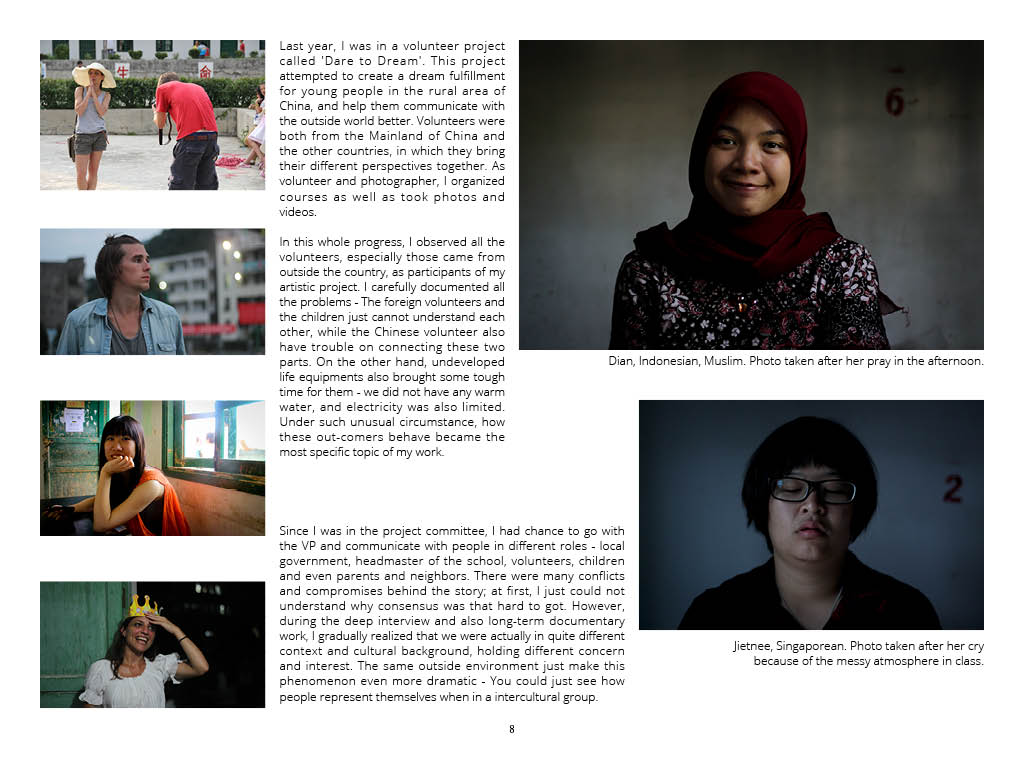 Last year, I was in a volunteer project
called 'Dare to Dream'. This project
attempted to create a dream fulfillment
for young people in the rural area of
China, and help them communicate with
the outside world better. Volunteers were
both from the Mainland of China and
the other countries, in which they bring
their different perspectives together. As
volunteer and photographer, I organized
courses as well as took photos and
videos.
In this whole progress, I observed all the
volunteers, especially those came from
outside the country, as participants of my
artistic project. I carefully documented all
the problems - The foreign volunteers and
the children just cannot understand each
other, while the Chinese volunteer also
have trouble on connecting these two
parts. On the other hand, undeveloped
life equipments also brought some tough
time for them - we did not have any warm
water, and electricity was also limited.
Under such unusual circumstance, how
these out-comers behave became the
most specific topic of my work.
Since I was in the project committee, I had chance to go with
the VP and communicate with people in different roles - local
government, headmaster of the school, volunteers, children
and even parents and neighbors. There were many conflicts
and compromises behind the story; at first, I just could not
understand why consensus was that hard to got. However,
during the deep interview and also long-term documentary
work, I gradually realized that we were actually in quite different
context and cultural background, holding different concern
and interest. The same outside environment just make this
phenomenon even more dramatic - You could just see how
people represent themselves when in a intercultural group.
生 命
6
Dian, Indonesian, Muslim. Photo taken after her pray in the afternoon.
2
Jietnee, Singaporean. Photo taken after her cry
because of the messy atmosphere in class.
8